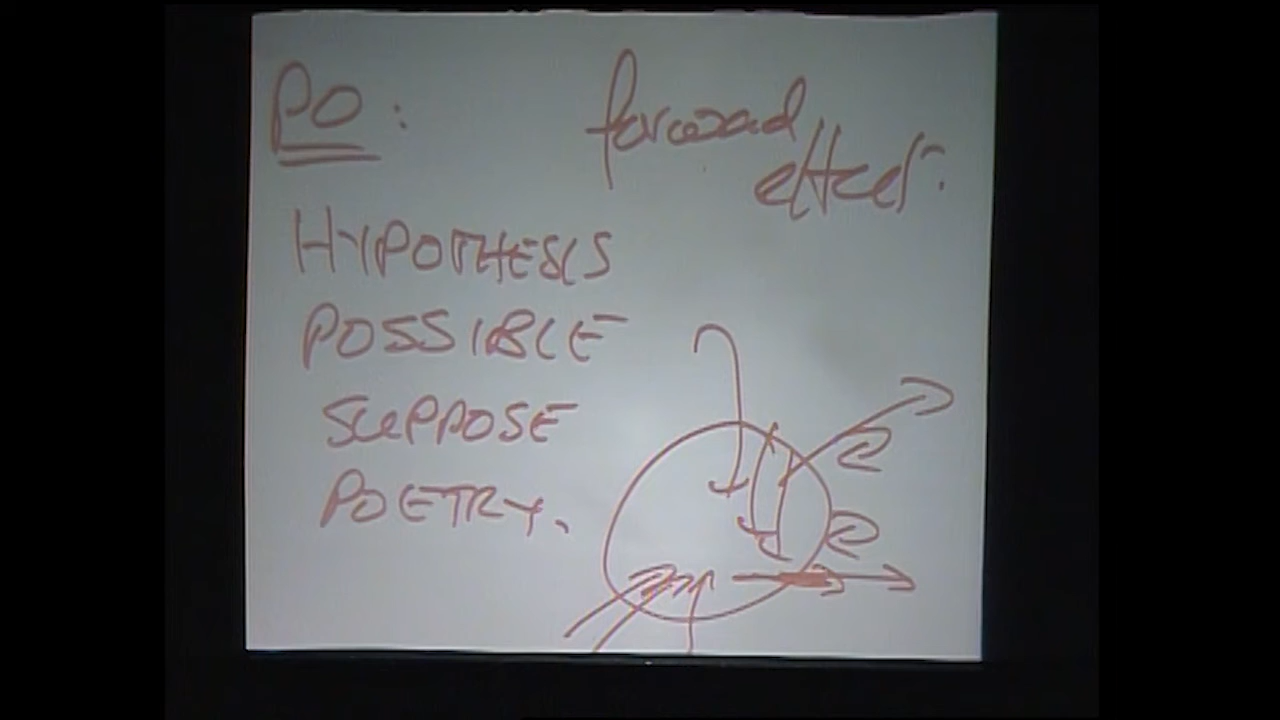 PO:
forward
effect:
HYPOTHESIS
POSSIBLE
SUPPOSE
POETRY.